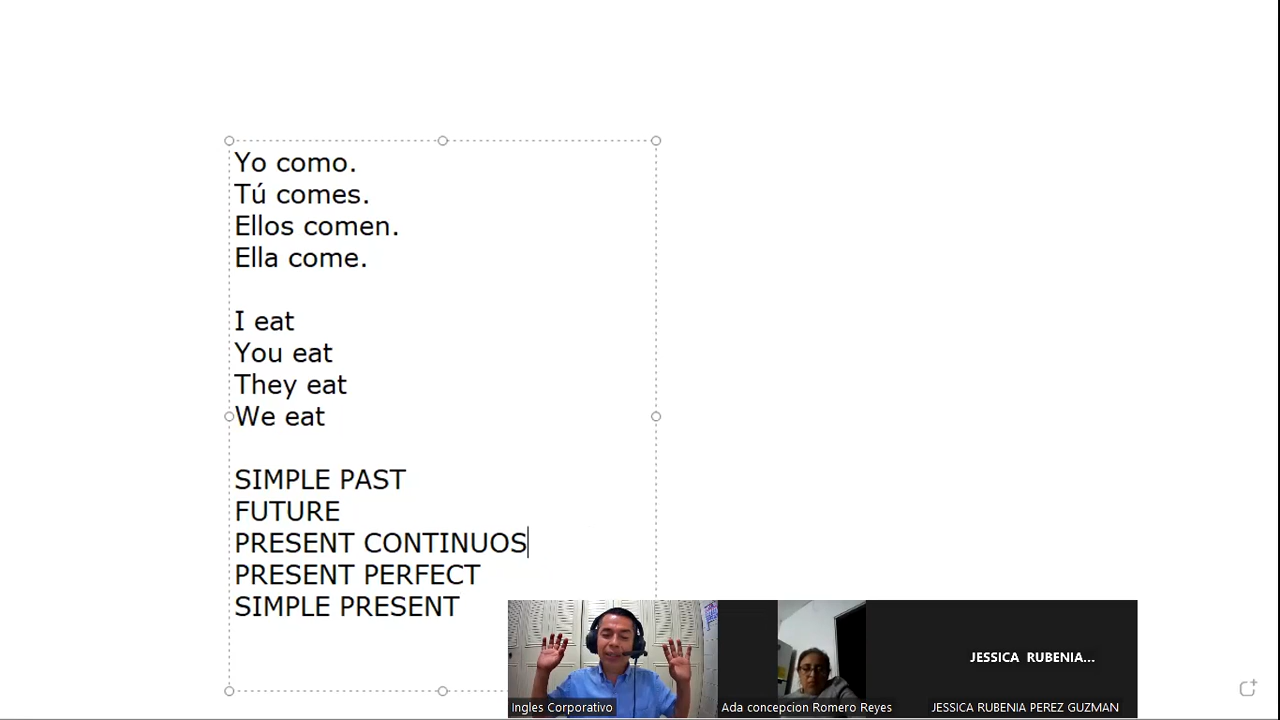 Yo como.
Tú comes.
Ellos comen.
Ella come.
I eat
You eat
They eat
We eat
SIMPLE PAST
FUTURE
PRESENT CONTINUOS
PRESENT PERFECT
SIMPLE PRESENT
JESSICA RUBENIA...
Ingles Corporativo
Ada concepcion Romero Reyes
JESSICA RUBENIA PEREZ GUZMAN